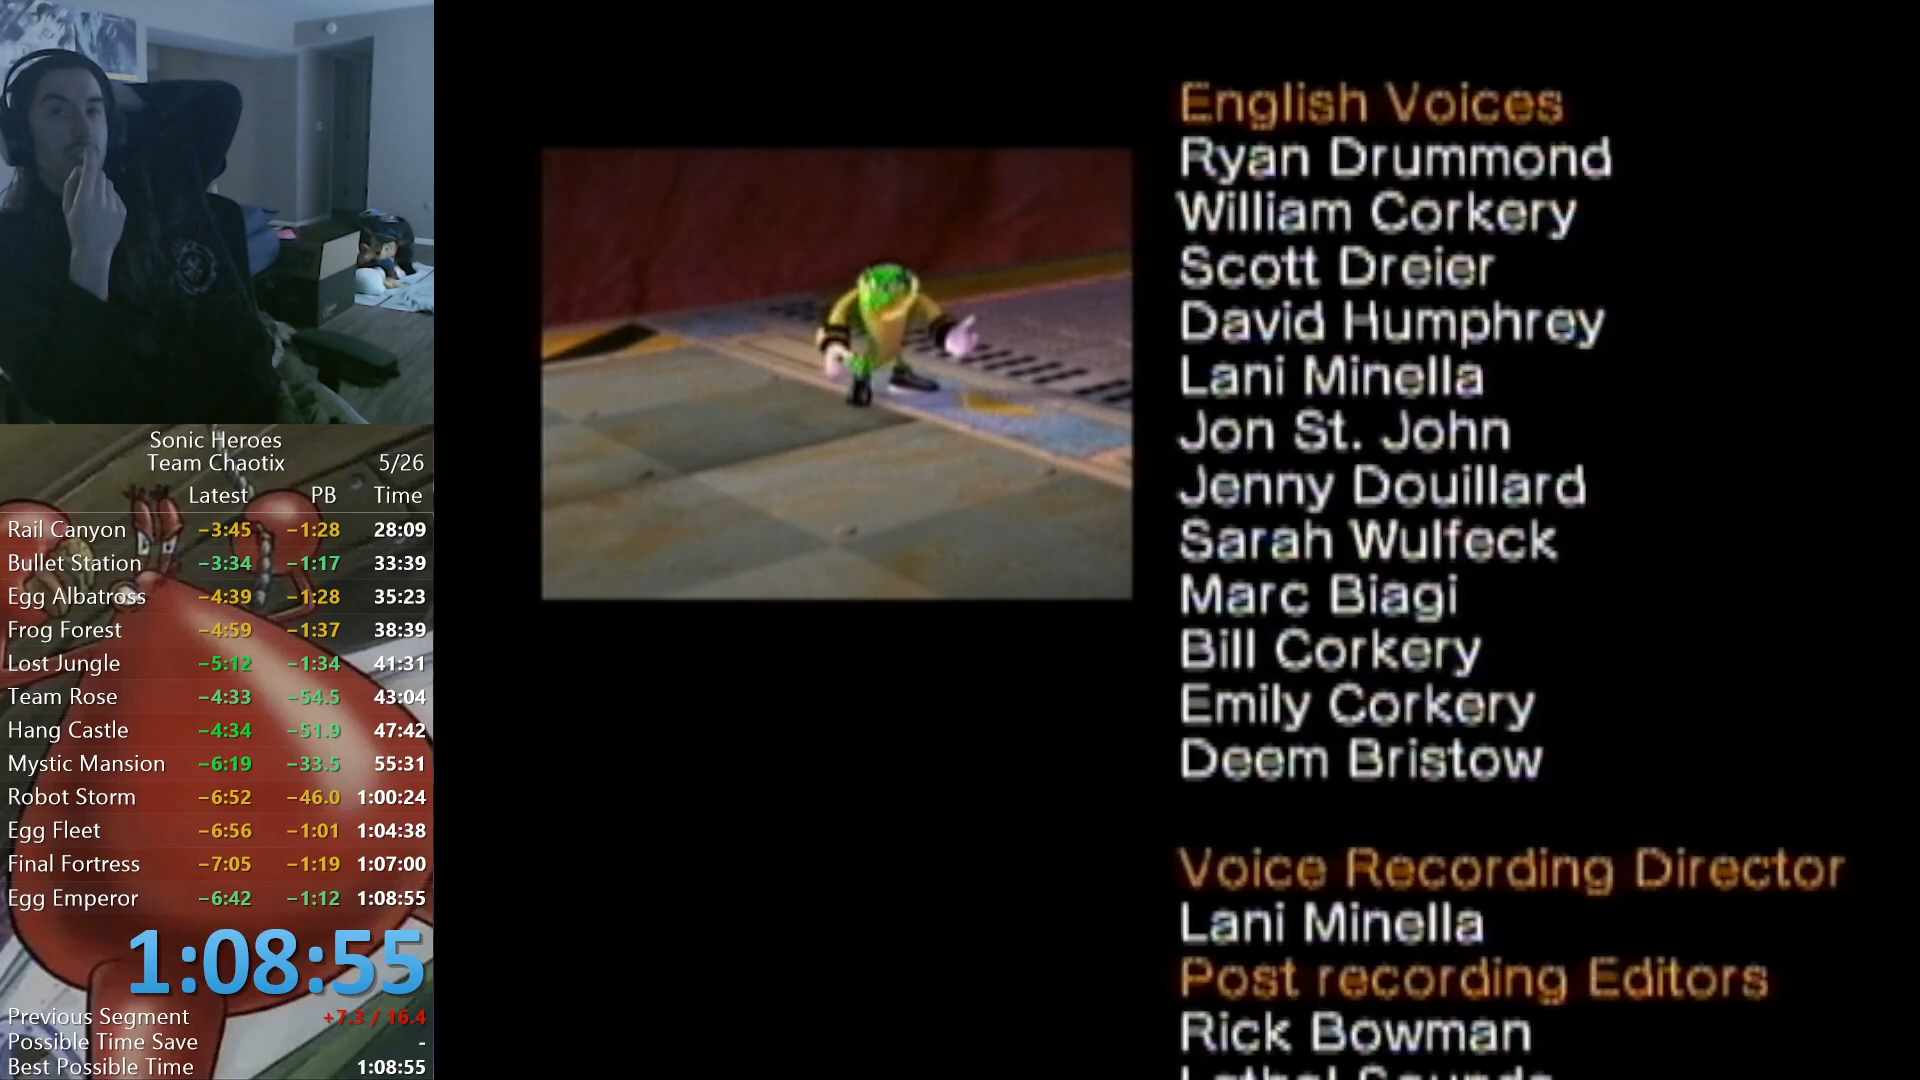 Sonic Heroes
Team Chaotix 5/26
Latest PB Time
Rail Canyon −3:45 −1:28 28:09
Bullet Station −3:34 −1:17 33:39
Egg Albatross −4:39 −1:28 35:23
Frog Forest −4:59 −1:37 38:39
Lost Jungle −5:12 −1:34 41:31
Team Rose −4:33 −54.5 43:04
Hang Castle −4:34 −51.9 47:42
Mystic Mansion −6:19 −33.5 55:31
Robot Storm −6:52 −46.0 1:00:24
Egg Fleet −6:56 −1:01 1:04:38
Final Fortress −7:05 −1:19 1:07:00
Egg Emperor −6:42 −1:12 1:08:55
1:08:55
Previous Segment +7.3 / 16.4
Possible Time Save -
Best Possible Time 1:08:55
English Voices
Ryan Drummond
William Corkery
Scott Dreier
David Humphrey
Lani Minella
Jon St. John
Jenny Douillard
Sarah Wulfeck
Marc Biagi
Bill Corkery
Emily Corkery
Deem Bristow
Voice Recording Director
Lani Minella
Post recording Editors
Rick Bowman